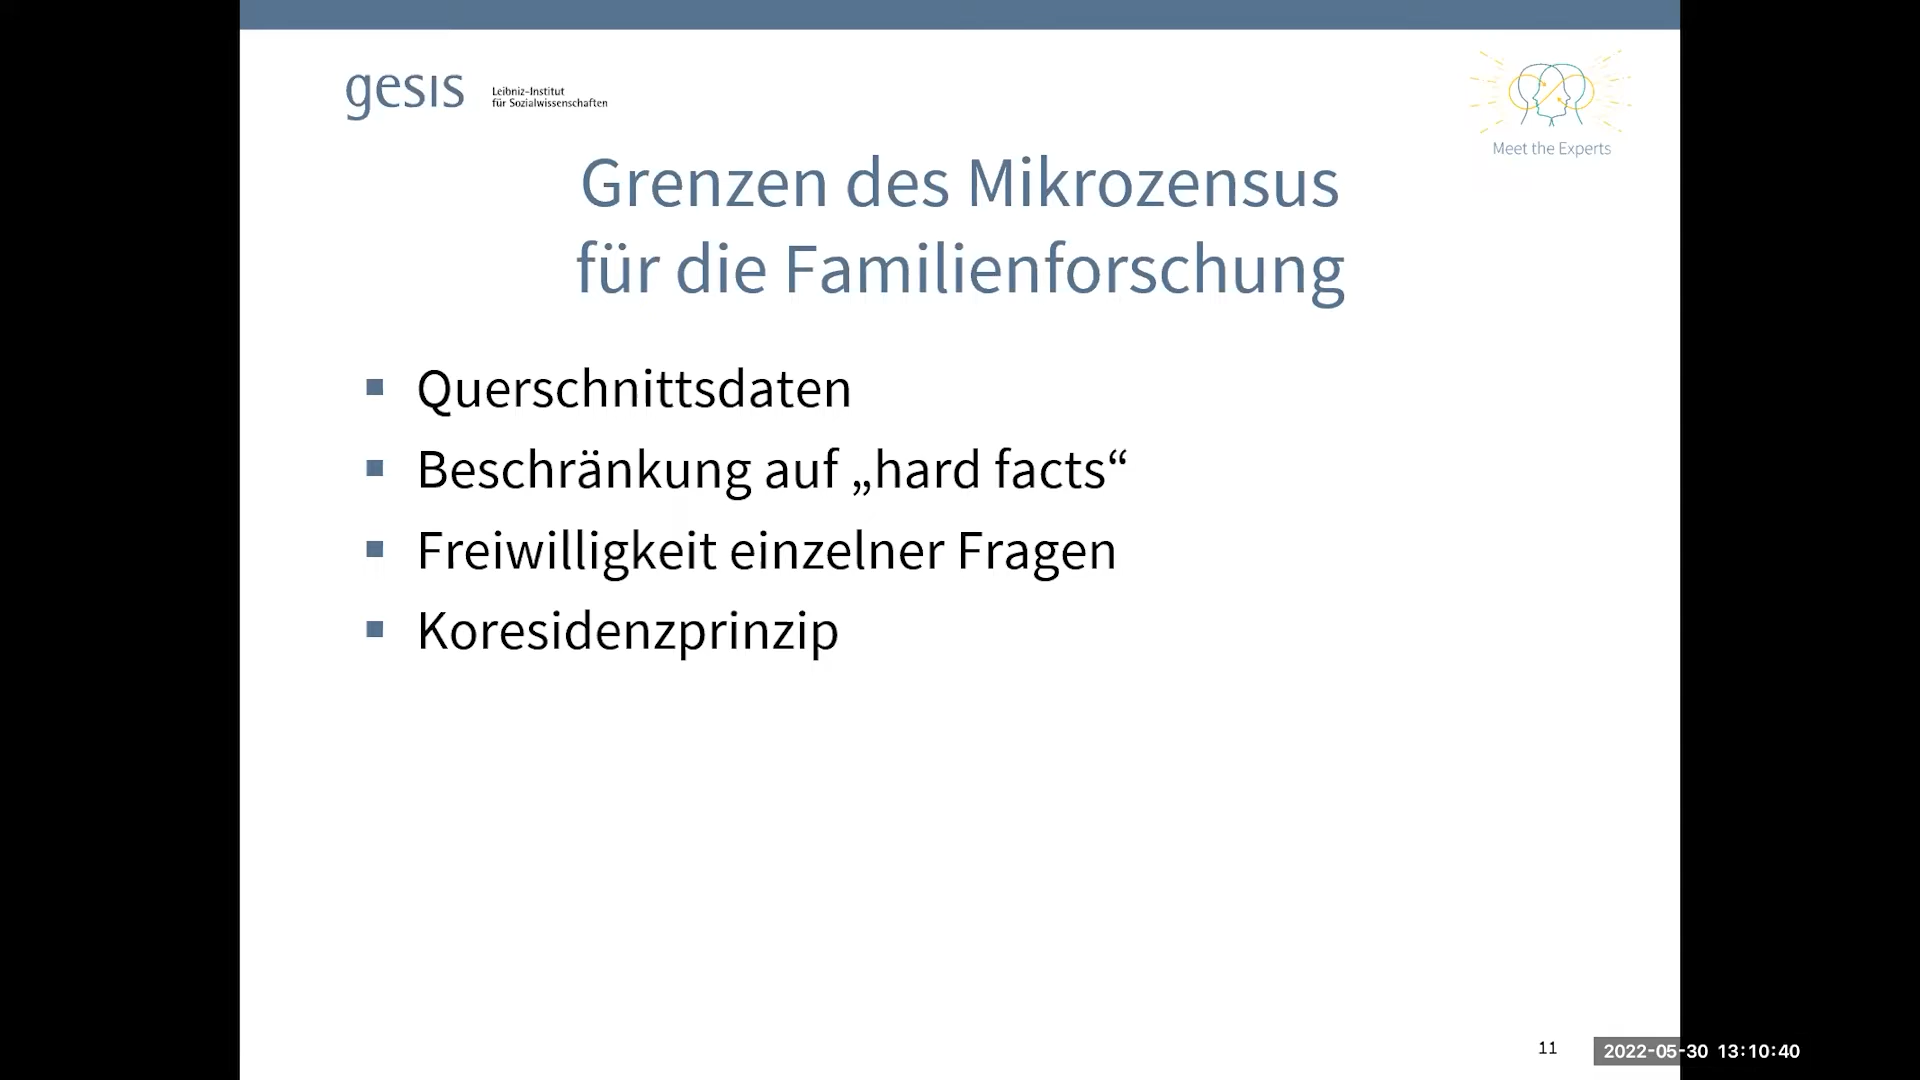 gesis
Leibniz-Institut
für Sozialwissenschaften
Meet the Experts
Grenzen des Mikrozensus
für die Familienforschung
Querschnittsdaten
Beschränkung auf „hard facts“
Freiwilligkeit einzelner Fragen
Koresidenzprinzip
11
2022-05-30 13:10:40